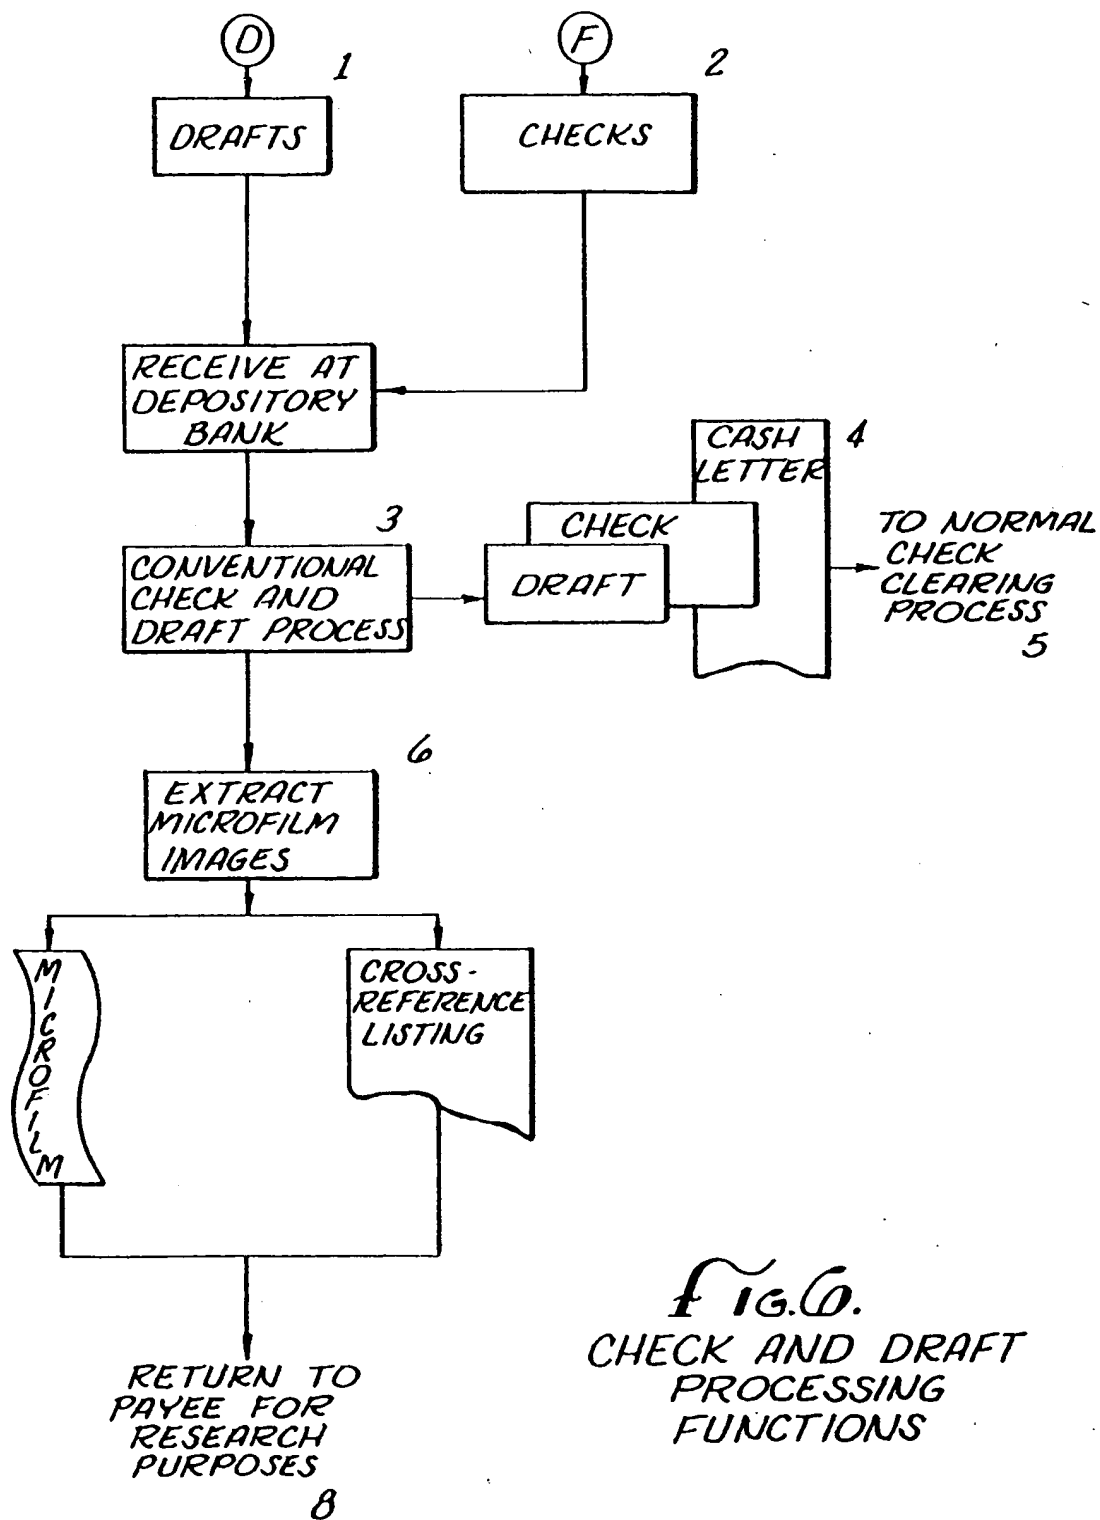 D
F
1
2
DRAFTS
CHECKS
RECEIVE AT
DEPOSITORY
BANK
3
CONVENTIONAL
CHECK AND
DRAFT PROCESS
CASH
LETTER
4
CHECK
DRAFT
TO NORMAL
CHECK
CLEARING
PROCESS
5
6
EXTRACT
MICROFILM
IMAGES
MICROFILM
CROSS-
REFERENCE
LISTING
RETURN TO
PAYEE FOR
RESEARCH
PURPOSES
8
FIG.6.
CHECK AND DRAFT
PROCESSING
FUNCTIONS